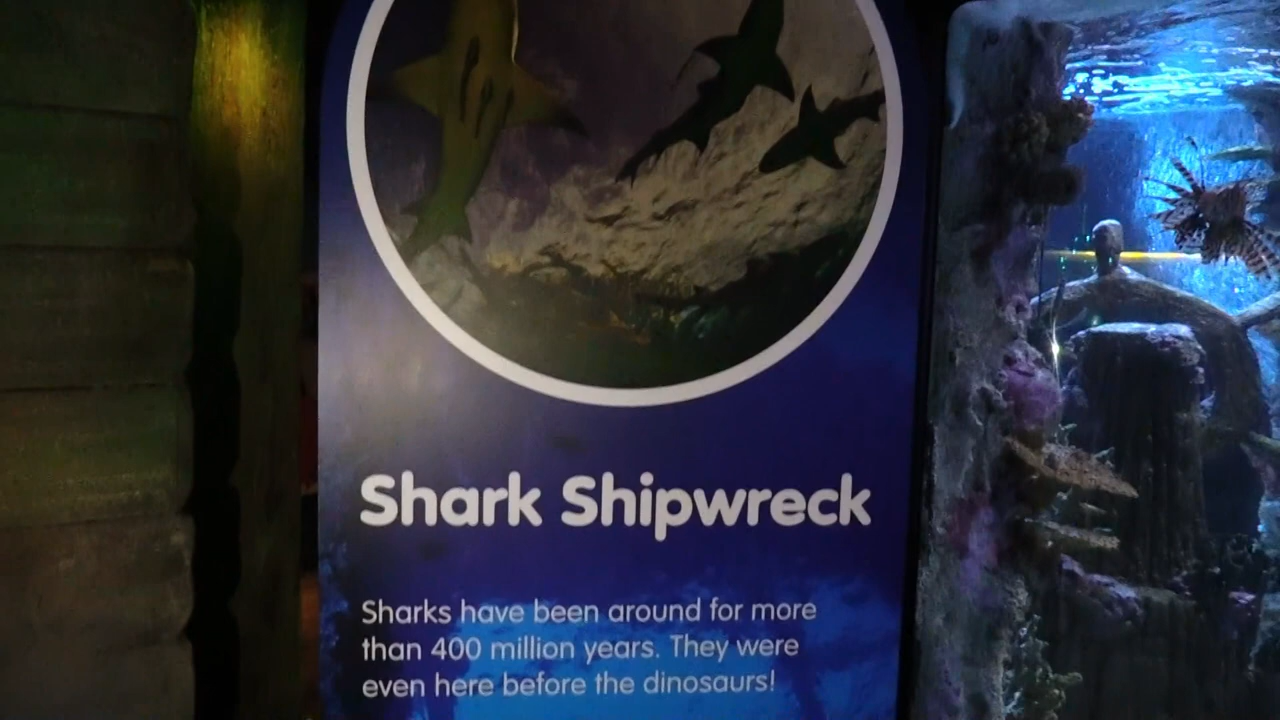 Shark Shipwreck
Sharks have been around for more
than 400 million years. They were
even here before the dinosaurs!